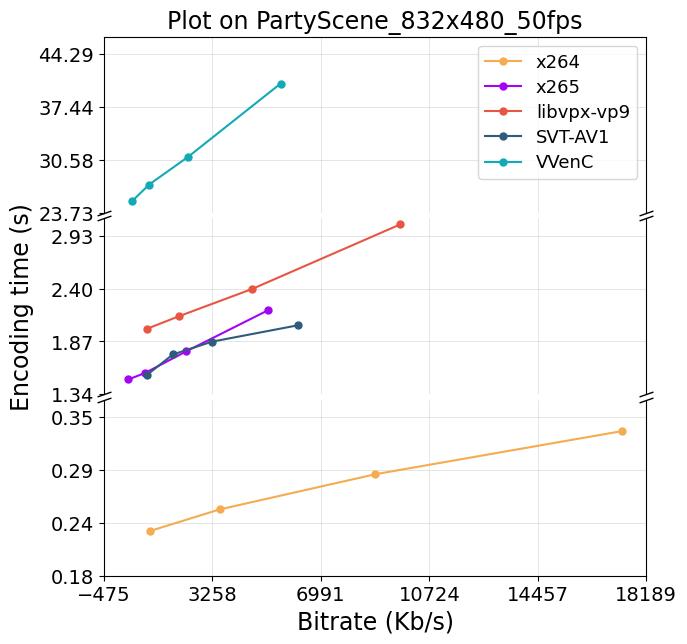 Plot on PartyScene_832x480_50fps
44.29
37.44
30.58
23.73
2.93
2.40
1.87
1.34
0.35
0.29
0.24
0.18
Encoding time (s)
x264
x265
libvpx-vp9
SVT-AV1
VVenC
−475 3258 6991 10724 14457 18189
Bitrate (Kb/s)